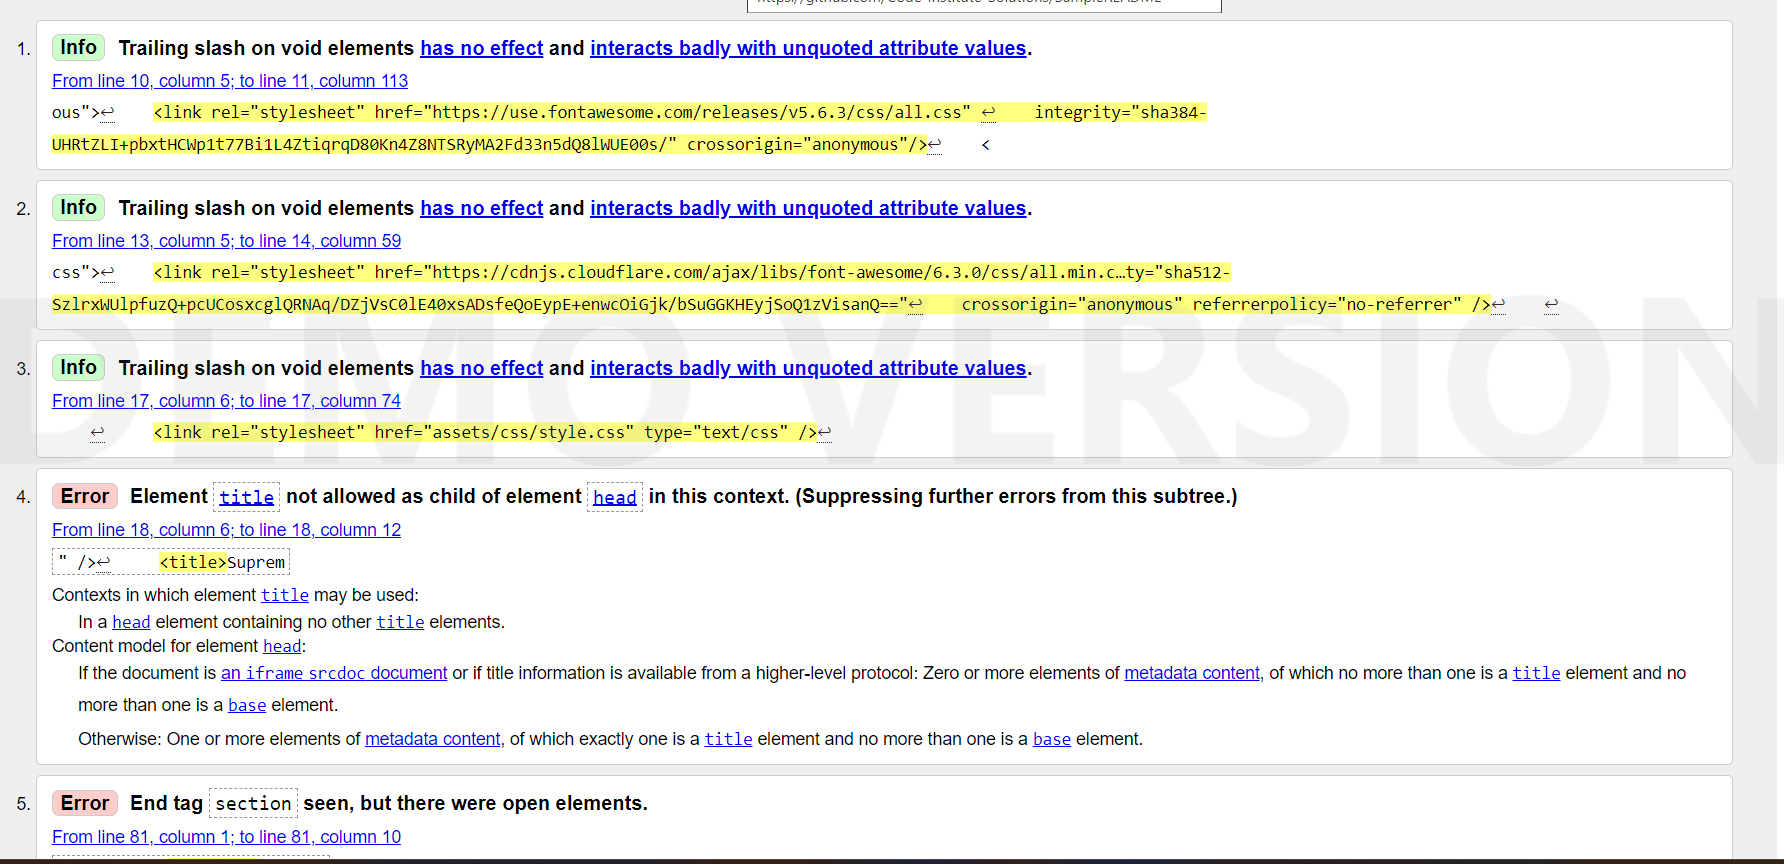 https://github.com/Code-Institute-Solutions/SampleREADME
1. Info Trailing slash on void elements has no effect and interacts badly with unquoted attribute values.
From line 10, column 5; to line 11, column 113
ous">↩ <link rel="stylesheet" href="https://use.fontawesome.com/releases/v5.6.3/css/all.css" ↩ integrity="sha384-
UHRtZLI+pbxtHCWp1t77Bi1L4ZtiqrqD80Kn4Z8NTSRyMA2Fd33n5dQ8lWUE00s/" crossorigin="anonymous"/>↩ <
2. Info Trailing slash on void elements has no effect and interacts badly with unquoted attribute values.
From line 13, column 5; to line 14, column 59
css">↩ <link rel="stylesheet" href="https://cdnjs.cloudflare.com/ajax/libs/font-awesome/6.3.0/css/all.min.c…ty="sha512-
SzlrxWUlpfuzQ+pcUCosxcglQRNAq/DZjVsC0lE40xsADsfeQoEypE+enwcOiGjk/bSuGGKHEyjSoQ1zVisanQ=="↩ crossorigin="anonymous" referrerpolicy="no-referrer" />↩ ↩
DEMO VERSION
3. Info Trailing slash on void elements has no effect and interacts badly with unquoted attribute values.
From line 17, column 6; to line 17, column 74
↩ <link rel="stylesheet" href="assets/css/style.css" type="text/css" />↩
4. Error Element title not allowed as child of element head in this context. (Suppressing further errors from this subtree.)
From line 18, column 6; to line 18, column 12
" />↩ <title>Suprem
Contexts in which element title may be used:
In a head element containing no other title elements.
Content model for element head:
If the document is an iframe srcdoc document or if title information is available from a higher-level protocol: Zero or more elements of metadata content, of which no more than one is a title element and no
more than one is a base element.
Otherwise: One or more elements of metadata content, of which exactly one is a title element and no more than one is a base element.
5. Error End tag section seen, but there were open elements.
From line 81, column 1; to line 81, column 10